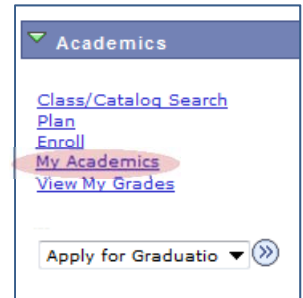 Academics
Class/Catalog Search
Plan
Enroll
My Academics
View My Grades
Apply for Graduatio